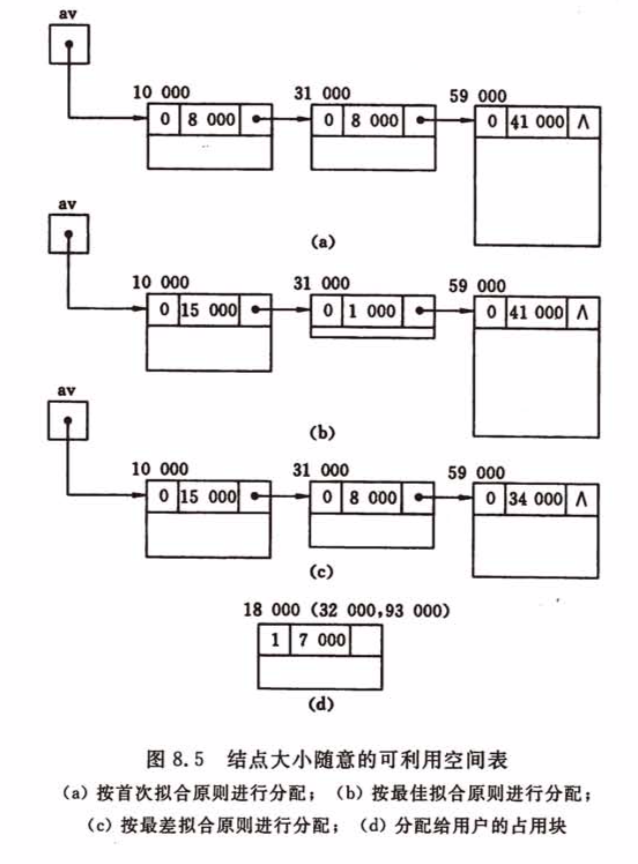 av
10 000 31 000 59 000
0 8 000 0 8 000 0 41 000 Λ
(a)
av
10 000 31 000 59 000
0 15 000 0 1 000 0 41 000 Λ
(b)
av
10 000 31 000 59 000
0 15 000 0 8 000 0 34 000 Λ
(c)
18 000 (32 000,93 000)
1 7 000
(d)
图 8.5 结点大小随意的可利用空间表
(a) 按首次拟合原则进行分配; (b) 按最佳拟合原则进行分配;
(c) 按最差拟合原则进行分配; (d) 分配给用户的占用块